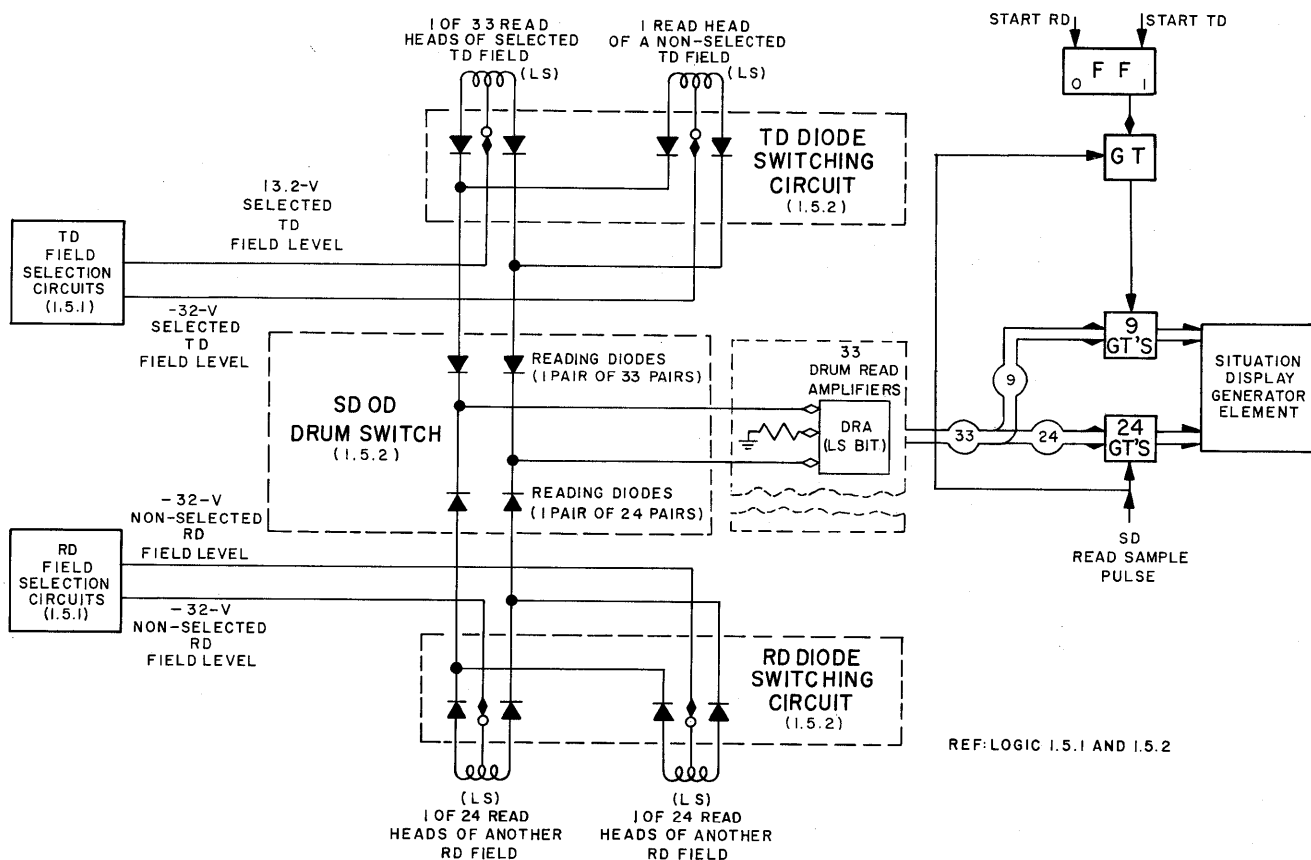 1 OF 33 READ
HEADS OF SELECTED
TD FIELD
(LS)
1 READ HEAD
OF A NON-SELECTED
TD FIELD
(LS)
START RD
START TD
F F
0
1
G T
TD DIODE
SWITCHING
CIRCUIT
(1.5.2)
13.2-V
SELECTED
TD
FIELD LEVEL
TD
FIELD
SELECTION
CIRCUITS
(1.5.1)
-32-V
SELECTED
TD
FIELD LEVEL
READING DIODES
(1 PAIR OF 33 PAIRS)
SD OD
DRUM SWITCH
(1.5.2)
READING DIODES
(1 PAIR OF 24 PAIRS)
33
DRUM READ
AMPLIFIERS
DRA
(LS BIT)
33
9
24
9
GT'S
24
GT'S
SITUATION
DISPLAY
GENERATOR
ELEMENT
SD
READ SAMPLE
PULSE
-32-V
NON-SELECTED
RD
FIELD LEVEL
RD
FIELD
SELECTION
CIRCUITS
(1.5.1)
-32-V
NON-SELECTED
RD
FIELD LEVEL
RD DIODE
SWITCHING
CIRCUIT
(1.5.2)
REF: LOGIC 1.5.1 AND 1.5.2
(LS)
1 OF 24 READ
HEADS OF ANOTHER
RD FIELD
(LS)
1 OF 24 READ
HEADS OF ANOTHER
RD FIELD